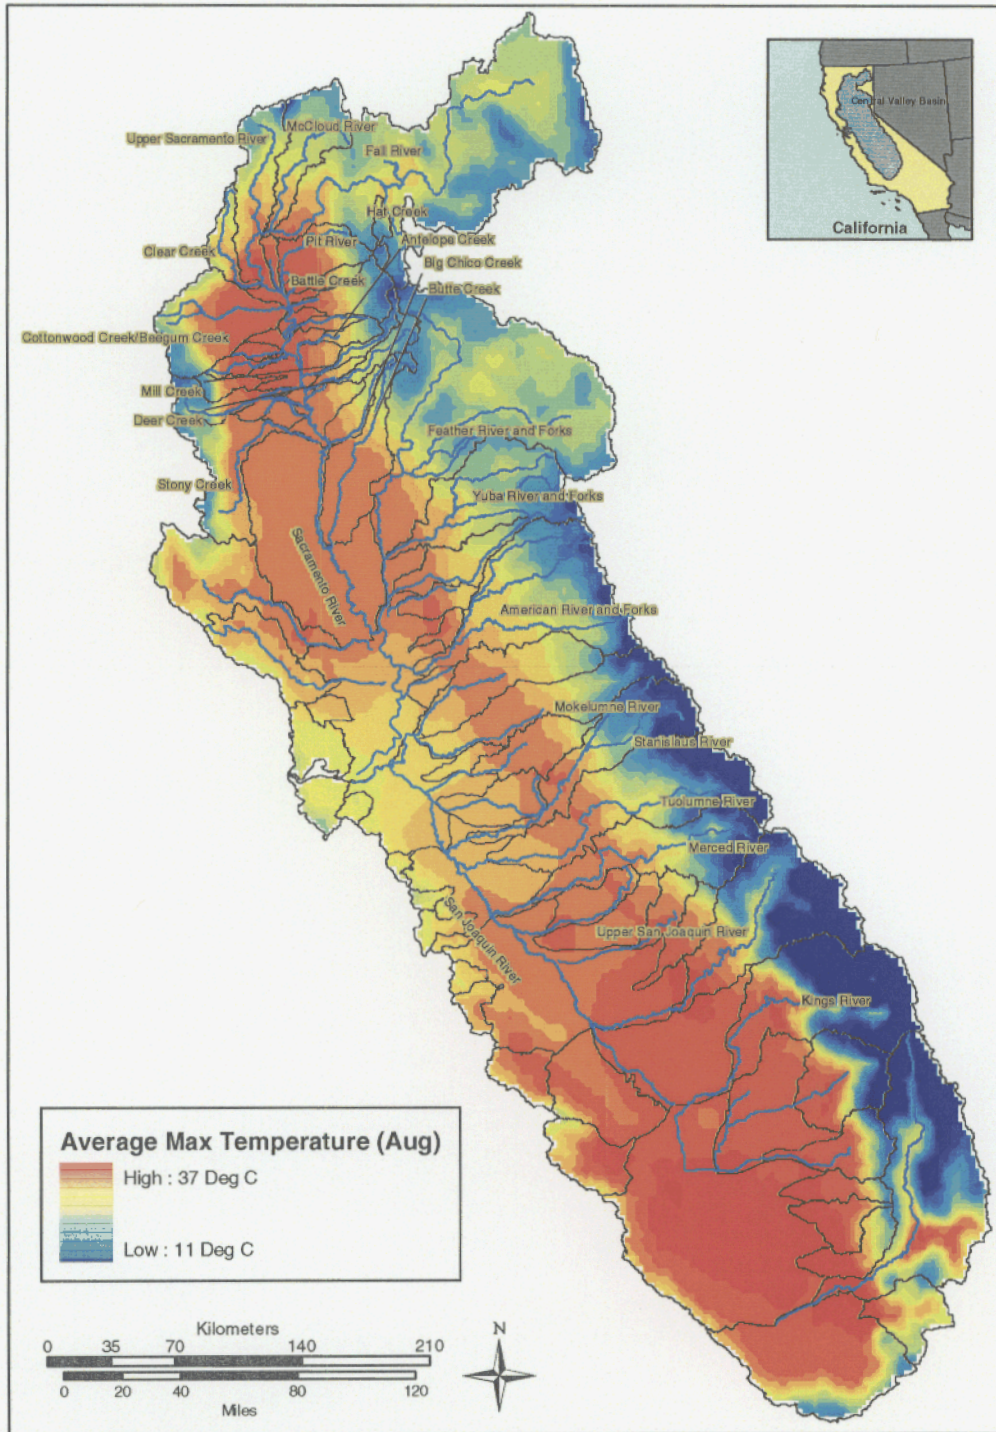 Central Valley Basin
California
McCloud River
Upper Sacramento River
Fall River
Hat Creek
Pit River
Antelope Creek
Clear Creek
Big Chico Creek
Battle Creek
Butte Creek
Cottonwood Creek/Beegum Creek
Mill Creek
Deer Creek
Feather River and Forks
Stony Creek
Yuba River and Forks
Sacramento River
American River and Forks
Mokelumne River
Stanislaus River
Tuolumne River
Merced River
San Joaquin River
Upper San Joaquin River
Kings River
Average Max Temperature (Aug)
High : 37 Deg C
Low : 11 Deg C
Kilometers
0 35 70 140 210
0 20 40 80 120
Miles
N